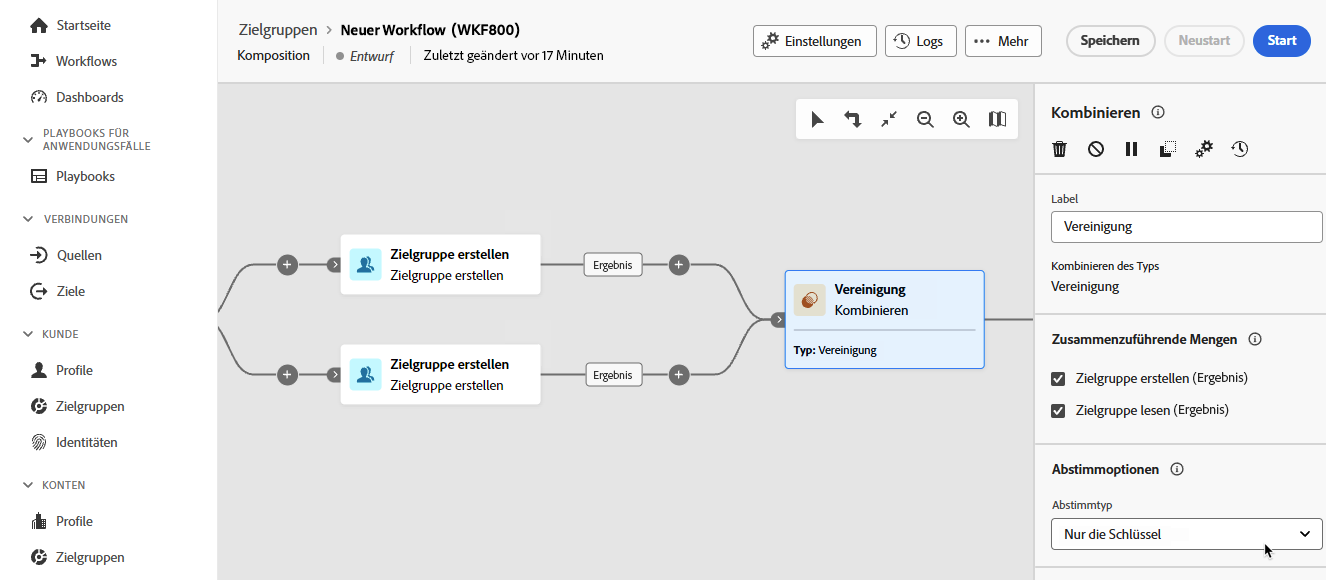 Startseite
Workflows
Dashboards
PLAYBOOKS FÜR
ANWENDUNGSFÄLLE
Playbooks
VERBINDUNGEN
Quellen
Ziele
KUNDE
Profile
Zielgruppen
Identitäten
KONTEN
Profile
Zielgruppen
Zielgruppen > Neuer Workflow (WKF800)
Komposition Entwurf Zuletzt geändert vor 17 Minuten
Einstellungen Logs Mehr Speichern Neustart Start
Zielgruppe erstellen
Zielgruppe erstellen
Ergebnis
Zielgruppe erstellen
Zielgruppe erstellen
Ergebnis
Vereinigung
Kombinieren
Typ: Vereinigung
Kombinieren
Label
Vereinigung
Kombinieren des Typs
Vereinigung
Zusammenzuführende Mengen
Zielgruppe erstellen (Ergebnis)
Zielgruppe lesen (Ergebnis)
Abstimmoptionen
Abstimmtyp
Nur die Schlüssel